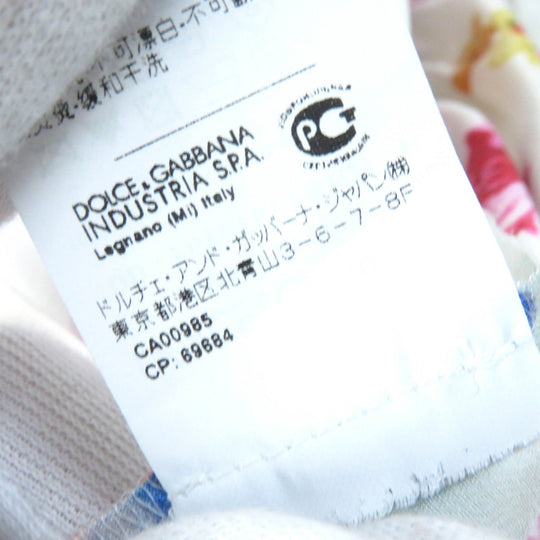 不可漂白·不可
缓和干洗
DOLCE & GABBANA
INDUSTRIA S.P.A.
Legnano (Mi) Italy
ドルチェ·アンド·ガッバーナ·ジャパン(株)
東京都港区北青山3-6-7-8F
CA00985
CP: 69684